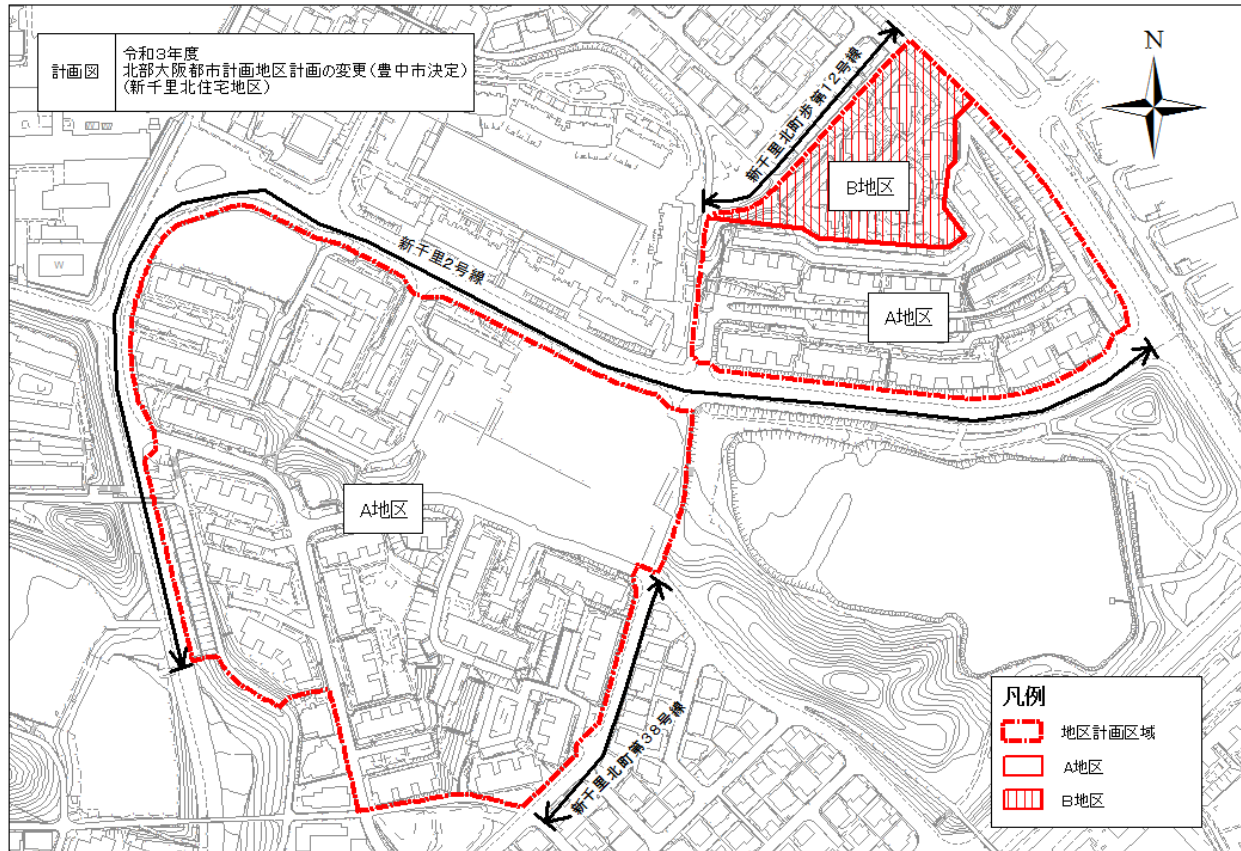 計画図
令和3年度
北部大阪都市計画地区計画の変更(豊中市決定)
(新千里北住宅地区)
N
新千里北町歩第12号線
B地区
新千里2号線
A地区
W
A地区
新千里北町第38号線
凡例
地区計画区域
A地区
B地区